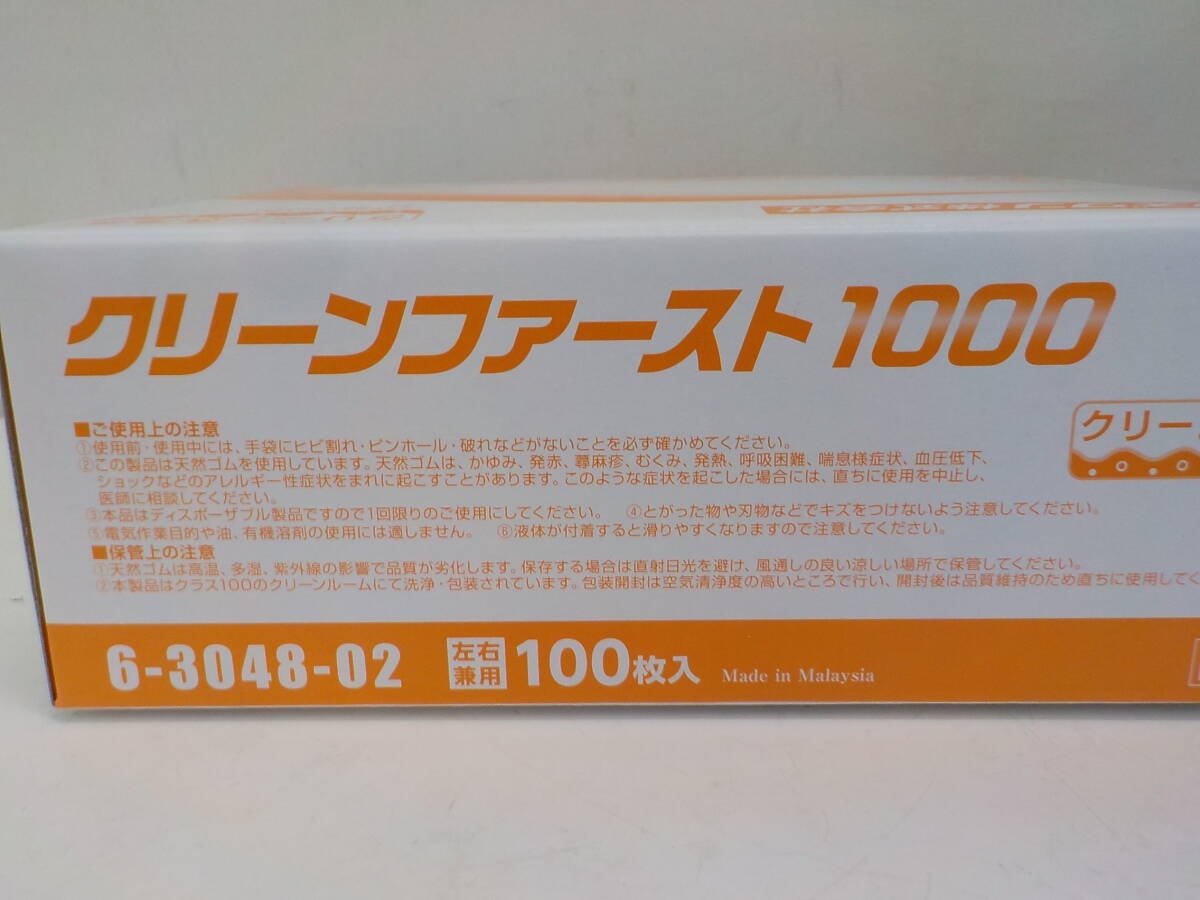 クリーンファースト1000
クリー
■ご使用上の注意
①使用前・使用中には、手袋にヒビ割れ・ピンホール・破れなどがないことを必ず確かめてください。
②この製品は天然ゴムを使用しています。天然ゴムは、かゆみ、発赤、蕁麻疹、むくみ、発熱、呼吸困難、喘息様症状、血圧低下、
ショックなどのアレルギー性症状をまれに起こすことがあります。このような症状を起こした場合には、直ちに使用を中止し、
医師に相談してください。
③本品はディスポーザブル製品ですので1回限りのご使用にしてください。 ④とがった物や刃物などでキズをつけないよう注意してください。
⑤電気作業目的や油、有機溶剤の使用には適しません。 ⑥液体が付着すると滑りやすくなりますので注意してください。
■保管上の注意
①天然ゴムは高温、多湿、紫外線の影響で品質が劣化します。保存する場合は直射日光を避け、風通しの良い涼しい場所で保管してください。
②本製品はクラス100のクリーンルームにて洗浄・包装されています。包装開封は空気清浄度の高いところで行い、開封後は品質維持のため直ちに使用してく
6-3048-02 左右兼用 100枚入 Made in Malaysia